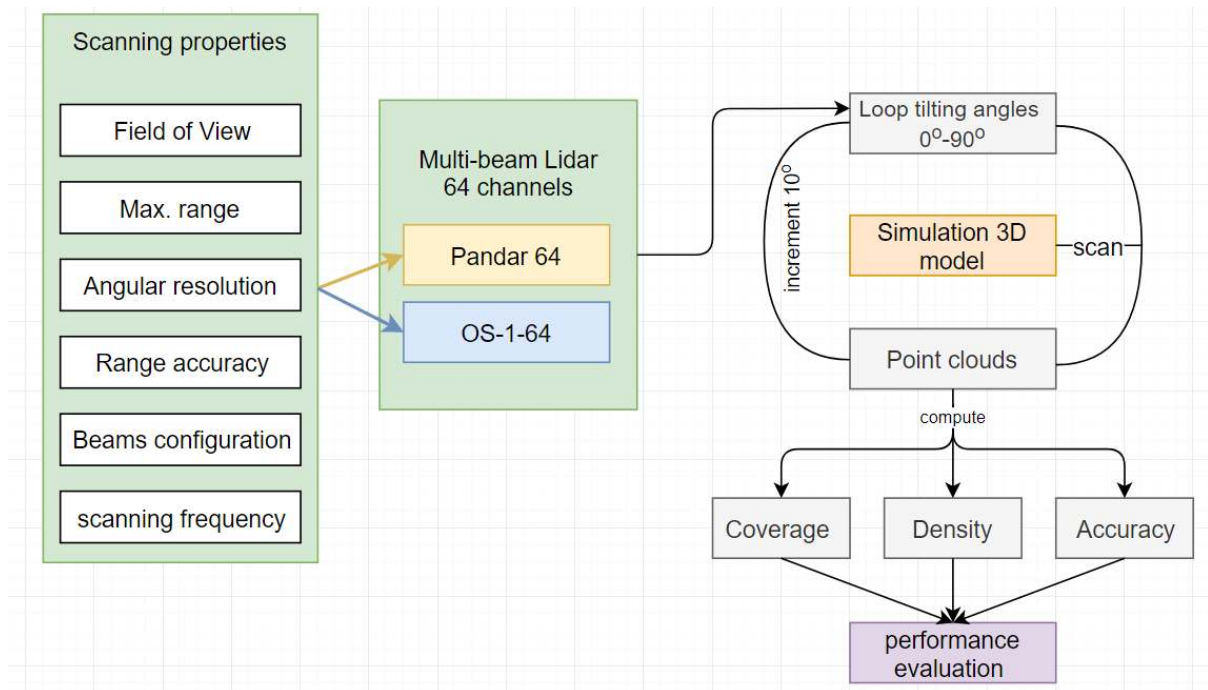 Scanning properties
Field of View
Max. range
Angular resolution
Range accuracy
Beams configuration
scanning frequency
Multi-beam Lidar
64 channels
Pandar 64
OS-1-64
Loop tilting angles
0º-90º
increment 10º
Simulation 3D
model
scan
Point clouds
compute
Coverage
Density
Accuracy
performance
evaluation